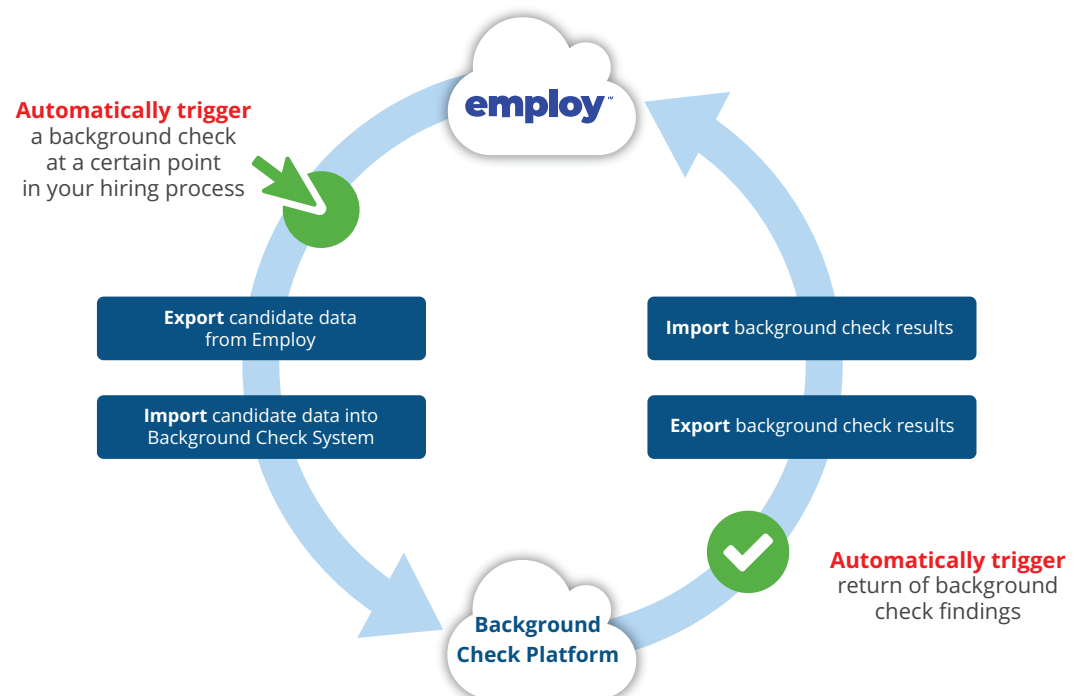 employ™
Automatically trigger
a background check
at a certain point
in your hiring process
Export candidate data
from Employ
Import candidate data into
Background Check System
Import background check results
Export background check results
Automatically trigger
return of background
check findings
Background
Check Platform